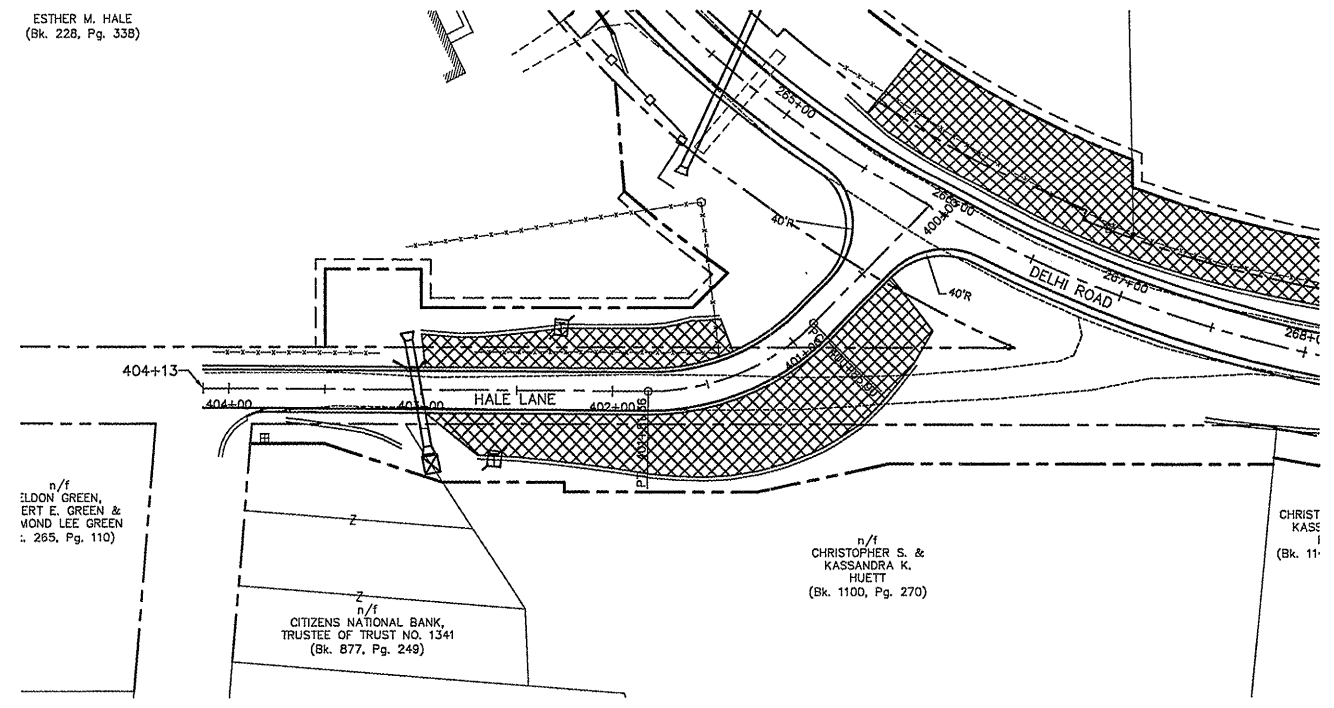 ESTHER M. HALE
(Bk. 228, Pg. 338)
265+00
266+00
400+00
40'R
267+00
DELHI ROAD
40'R
268+0
404+13
404+00
HALE LANE
402+00
n/f
ELDON GREEN,
ERT E. GREEN &
MOND LEE GREEN
265, Pg. 110)
n/f
CHRISTOPHER S. &
KASSANDRA K.
HUETT
(Bk. 1100, Pg. 270)
CHRIST
KASS
(Bk. 11
Z
Z
n/f
CITIZENS NATIONAL BANK,
TRUSTEE OF TRUST NO. 1341
(Bk. 877, Pg. 249)